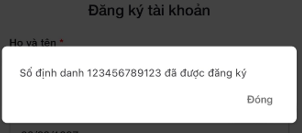 Đăng ký tài khoản
Họ và tên *
Số định danh 123456789123 đã được đăng ký
Đóng